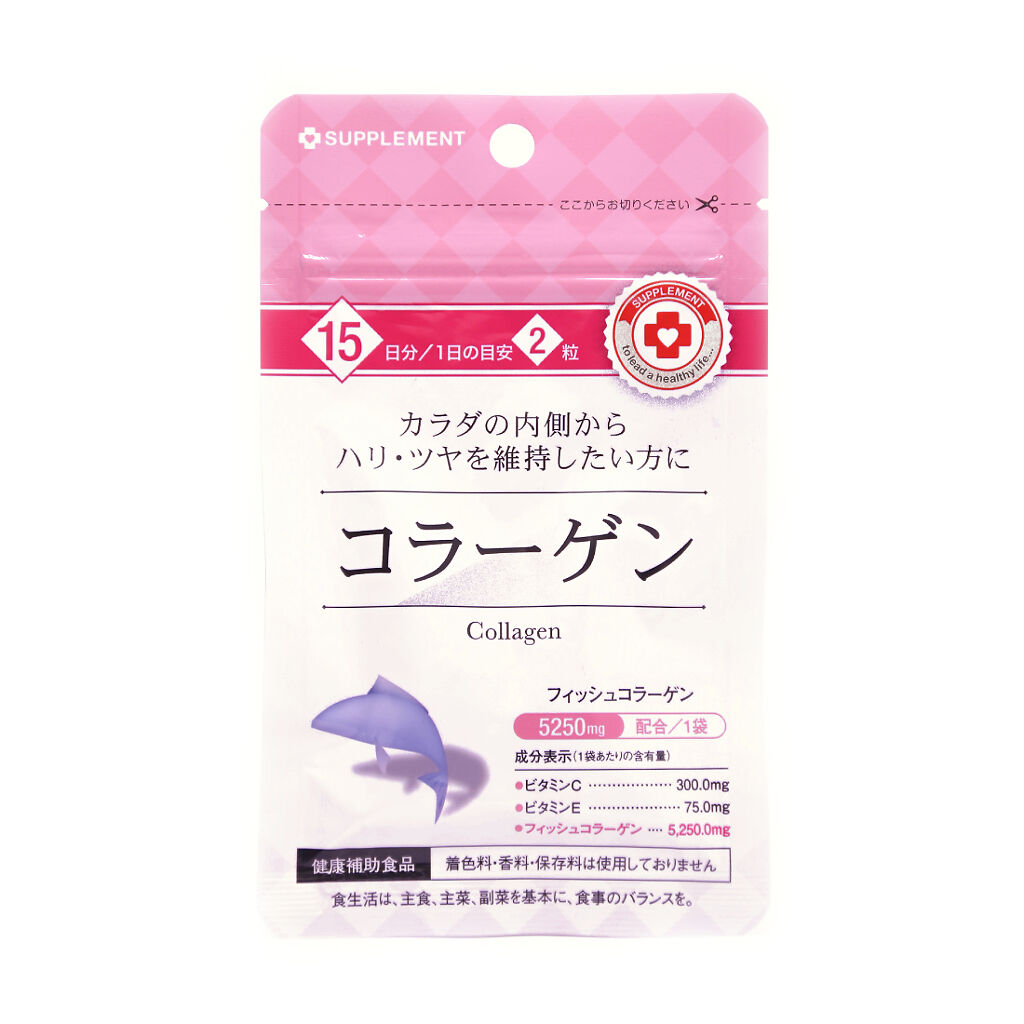 SUPPLEMENT
ここからお切りください
15日分/1日の目安2粒
SUPPLEMENT
to lead a healthy life...
カラダの内側から
ハリ・ツヤを維持したい方に
コラーゲン
Collagen
フィッシュコラーゲン
5250mg 配合/1袋
成分表示(1袋あたりの含有量)
●ビタミンC ………………… 300.0mg
●ビタミンE ………………… 75.0mg
●フィッシュコラーゲン …. 5,250.0mg
健康補助食品 着色料・香料・保存料は使用しておりません
食生活は、主食、主菜、副菜を基本に、食事のバランスを。